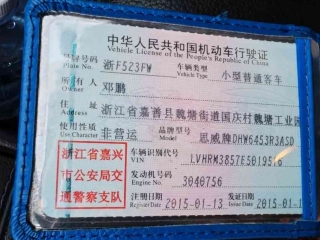 中华人民共和国机动车行驶证
Vehicle License of the People's Republic of China
号牌号码 浙F523FW 车辆类型 小型普通客车
Plate No. Vehicle Type
所有人 邓鹏
Owner
住址 浙江省嘉善县魏塘街道国庆村魏塘工业园
Address
使用性质 非营运 品牌型号 思威牌DHW6453R3ASD
Use Character Model
浙江省嘉兴
市公安局交
通警察支队
车辆识别代号
VIN LVHRM3857E50195
发动机号码
Engine No. 3040756
注册日期 2015-01-13 发证日期 2015-01-1
Register Date Issue Date